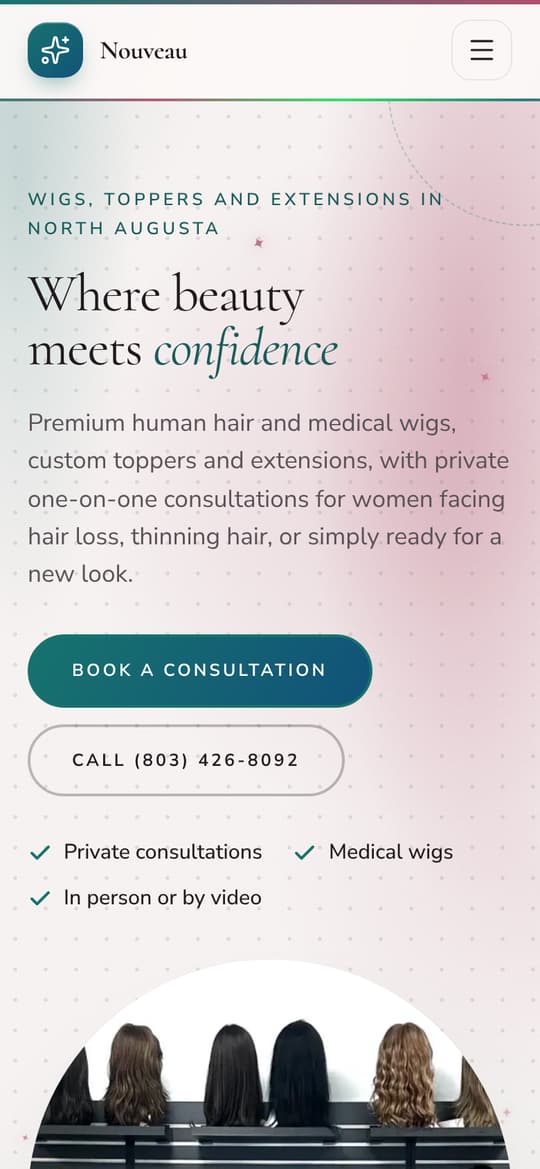 Nouveau
WIGS, TOPPERS AND EXTENSIONS IN
NORTH AUGUSTA
Where beauty
meets confidence
Premium human hair and medical wigs,
custom toppers and extensions, with private
one-on-one consultations for women facing
hair loss, thinning hair, or simply ready for a
new look.
BOOK A CONSULTATION
CALL (803) 426-8092
Private consultations
Medical wigs
In person or by video